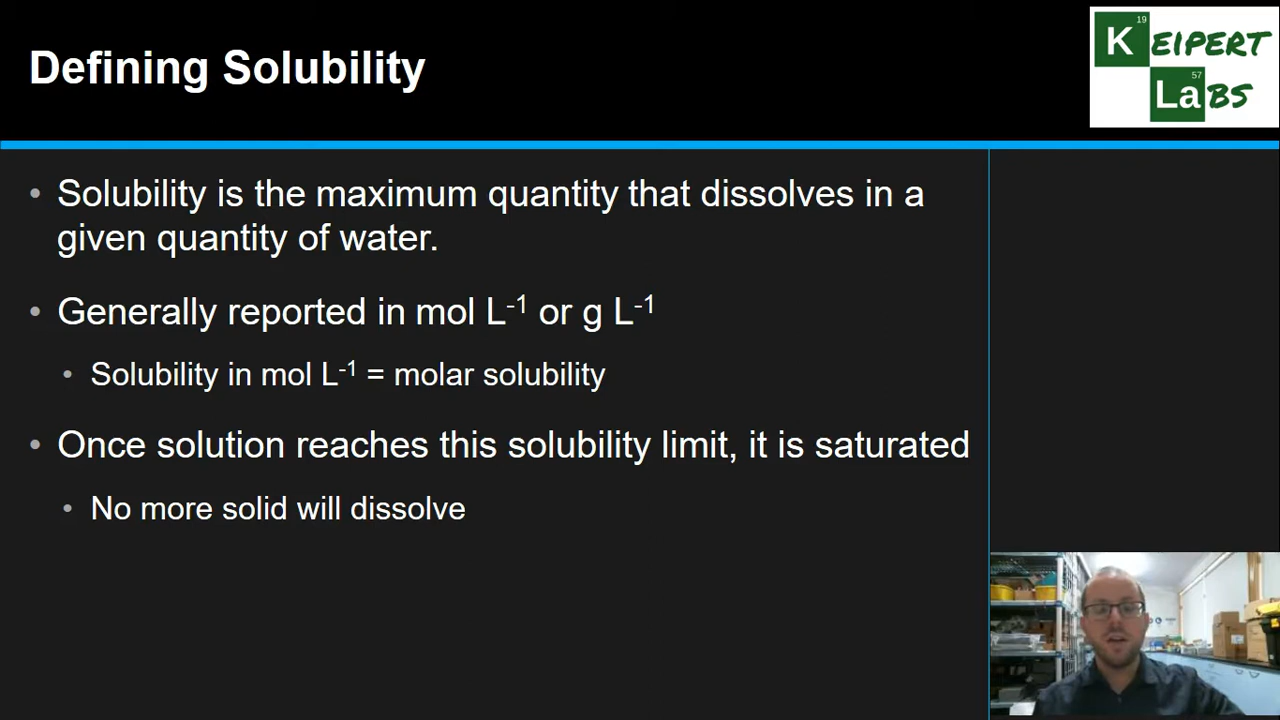 Defining Solubility
19
K EIPERT
57
La BS
• Solubility is the maximum quantity that dissolves in a
given quantity of water.
• Generally reported in mol L⁻¹ or g L⁻¹
• Solubility in mol L⁻¹ = molar solubility
• Once solution reaches this solubility limit, it is saturated
• No more solid will dissolve